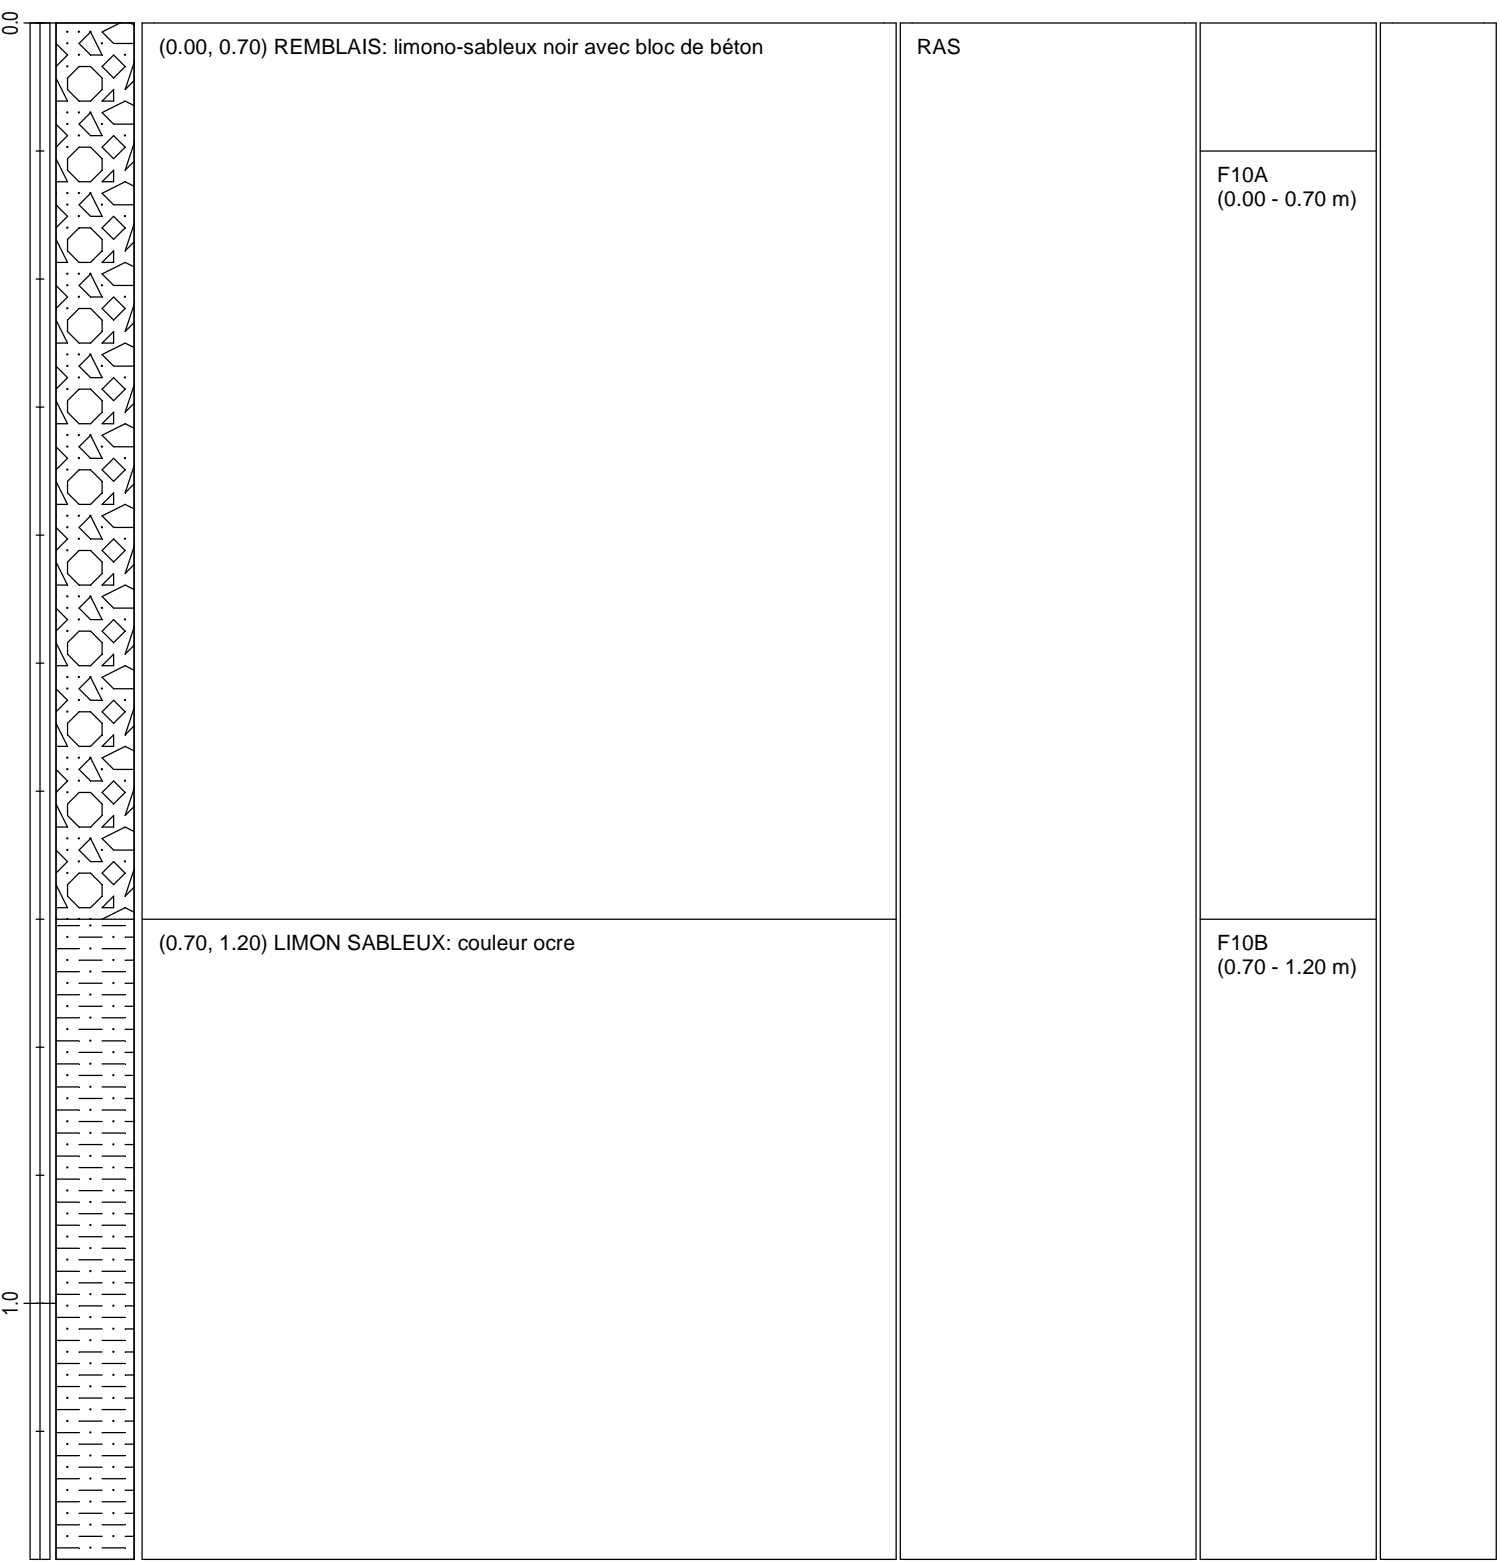 0.0
(0.00, 0.70) REMBLAIS: limono-sableux noir avec bloc de béton
RAS
F10A
(0.00 - 0.70 m)
(0.70, 1.20) LIMON SABLEUX: couleur ocre
F10B
(0.70 - 1.20 m)
1.0